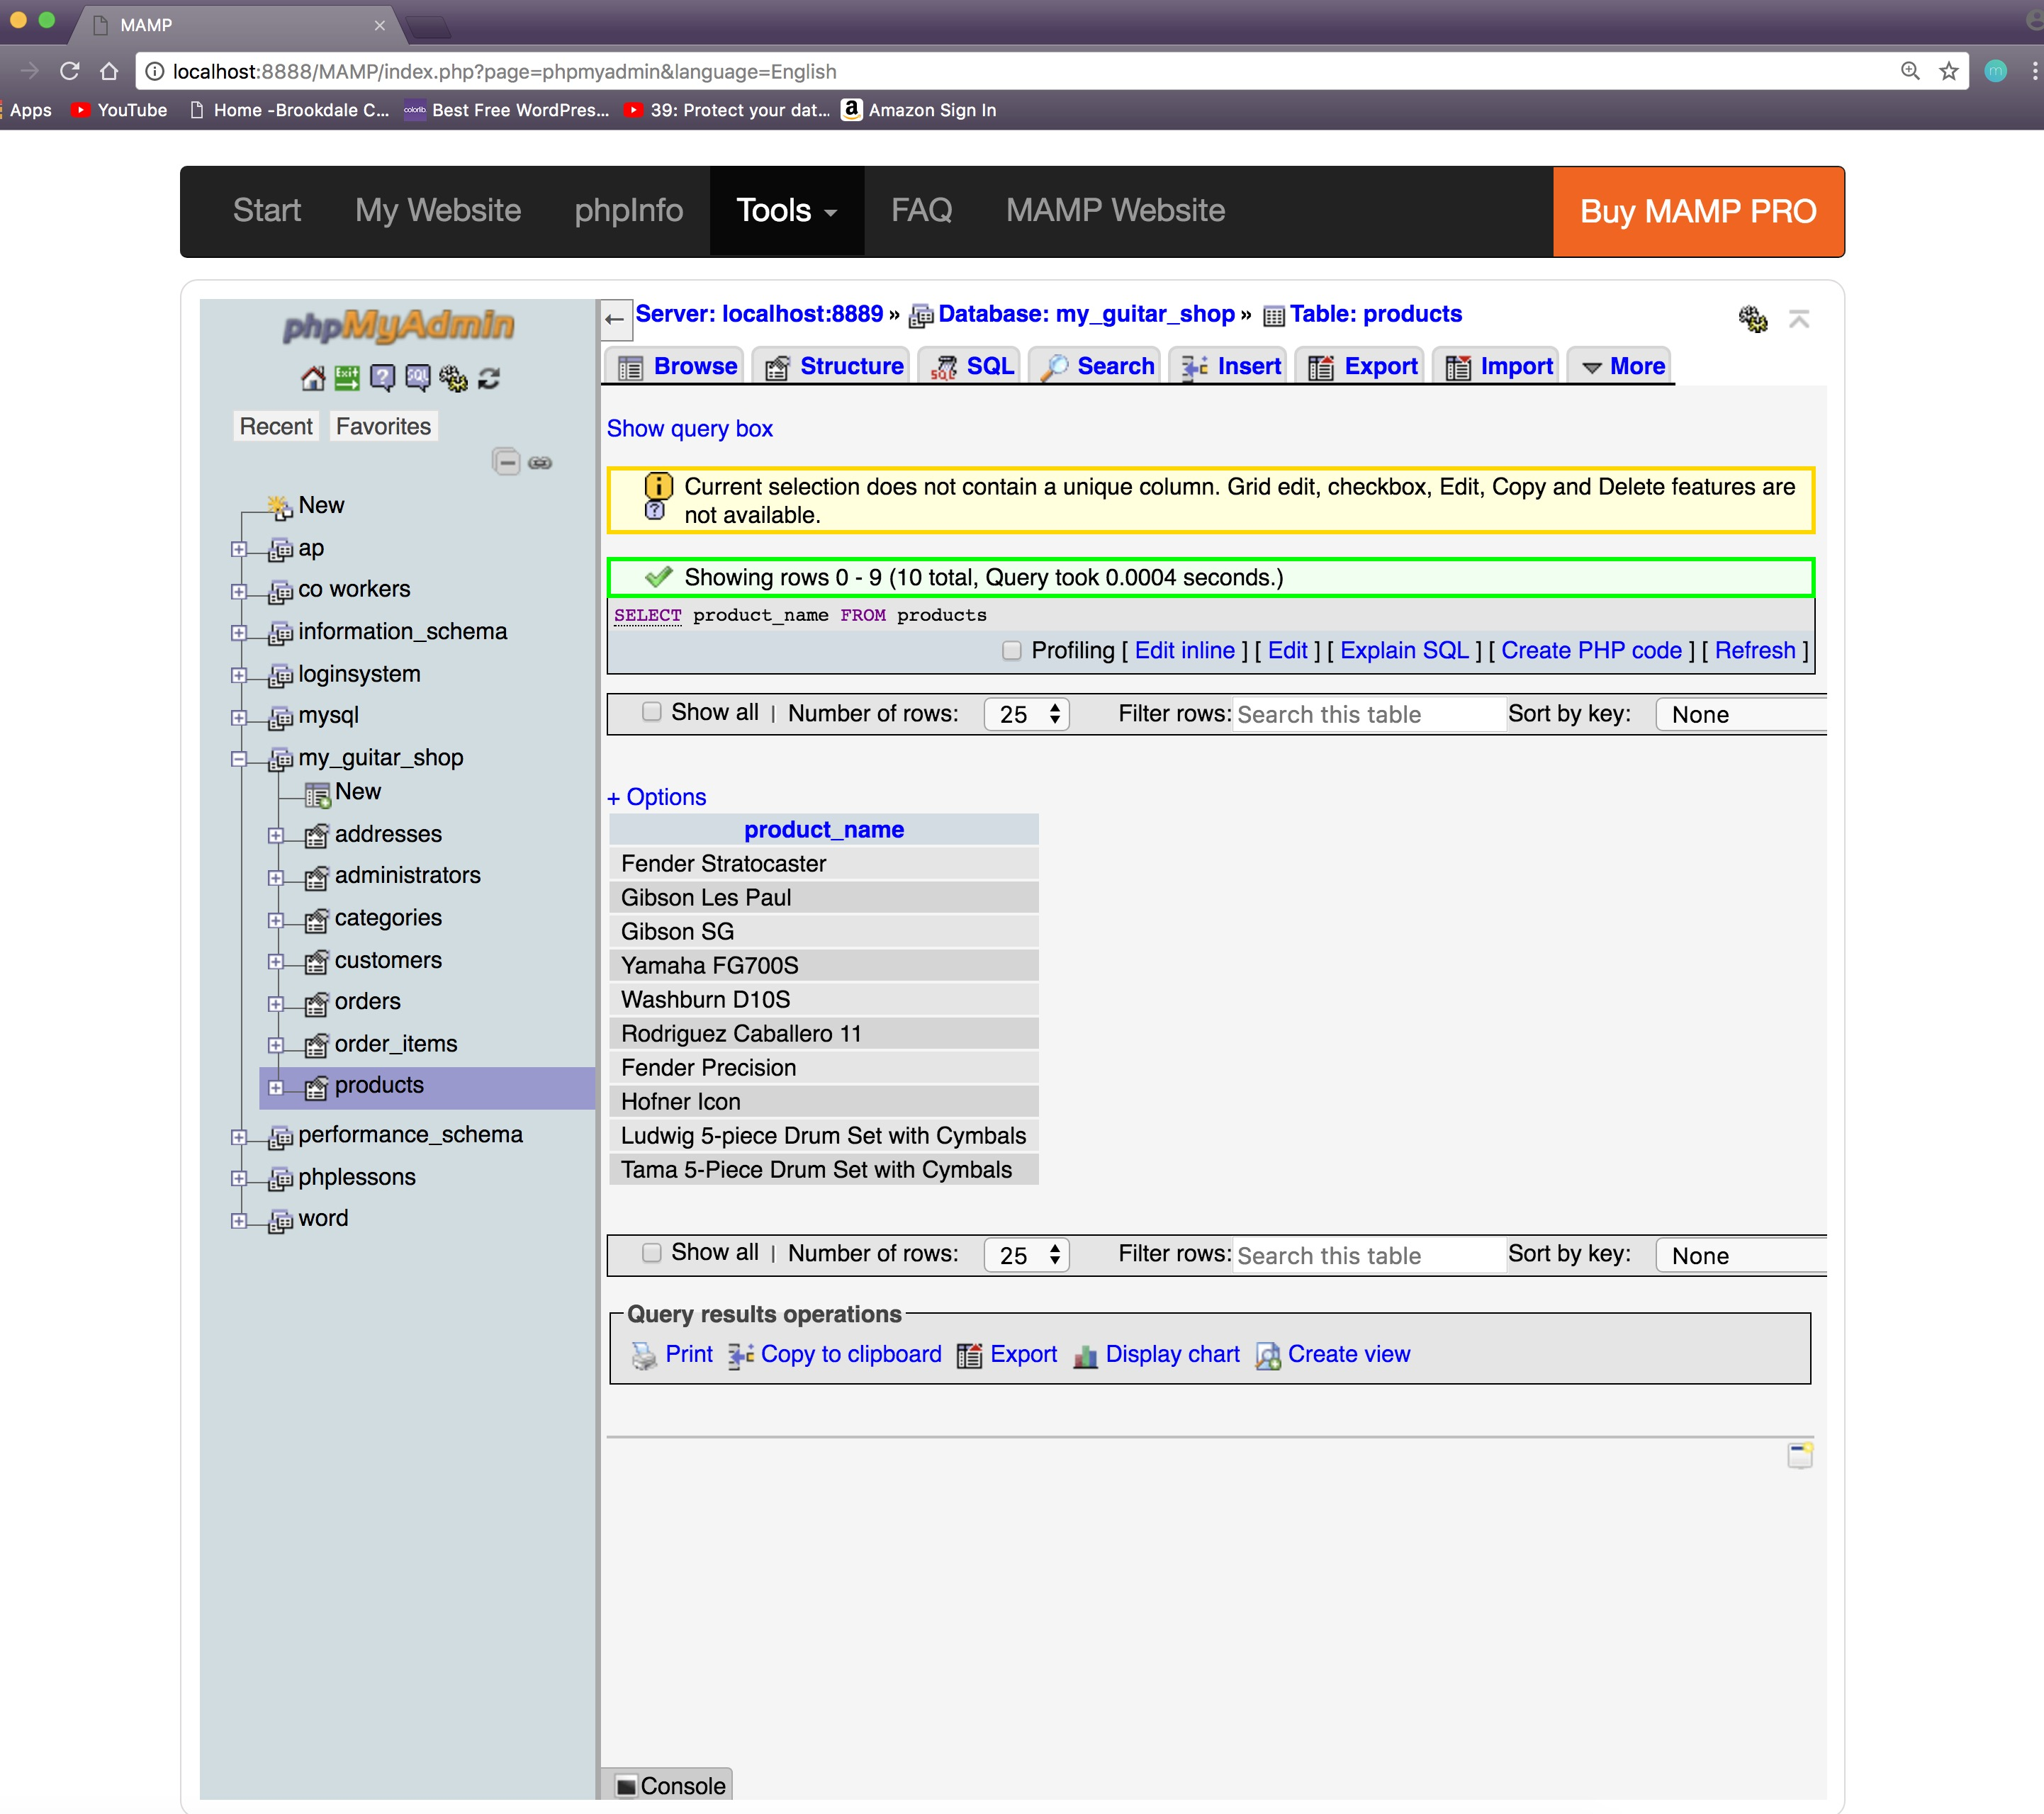 MAMP
localhost:8888/MAMP/index.php?page=phpmyadmin&language=English
m
Apps YouTube Home -Brookdale C... colorlib Best Free WordPres... 39: Protect your dat... a Amazon Sign In
Start My Website phpInfo Tools FAQ MAMP Website Buy MAMP PRO
phpMyAdmin
Exit SQL
Recent Favorites
New
ap
co workers
information_schema
loginsystem
mysql
my_guitar_shop
New
addresses
administrators
categories
customers
orders
order_items
products
performance_schema
phplessons
word
Server: localhost:8889 » Database: my_guitar_shop » Table: products
Browse Structure SQL Search Insert Export Import More
Show query box
Current selection does not contain a unique column. Grid edit, checkbox, Edit, Copy and Delete features are
not available.
Showing rows 0 - 9 (10 total, Query took 0.0004 seconds.)
SELECT product_name FROM products
Profiling [ Edit inline ] [ Edit ] [ Explain SQL ] [ Create PHP code ] [ Refresh ]
Show all | Number of rows: 25 Filter rows: Search this table Sort by key: None
+ Options
product_name
Fender Stratocaster
Gibson Les Paul
Gibson SG
Yamaha FG700S
Washburn D10S
Rodriguez Caballero 11
Fender Precision
Hofner Icon
Ludwig 5-piece Drum Set with Cymbals
Tama 5-Piece Drum Set with Cymbals
Show all | Number of rows: 25 Filter rows: Search this table Sort by key: None
Query results operations
Print Copy to clipboard Export Display chart Create view
Console